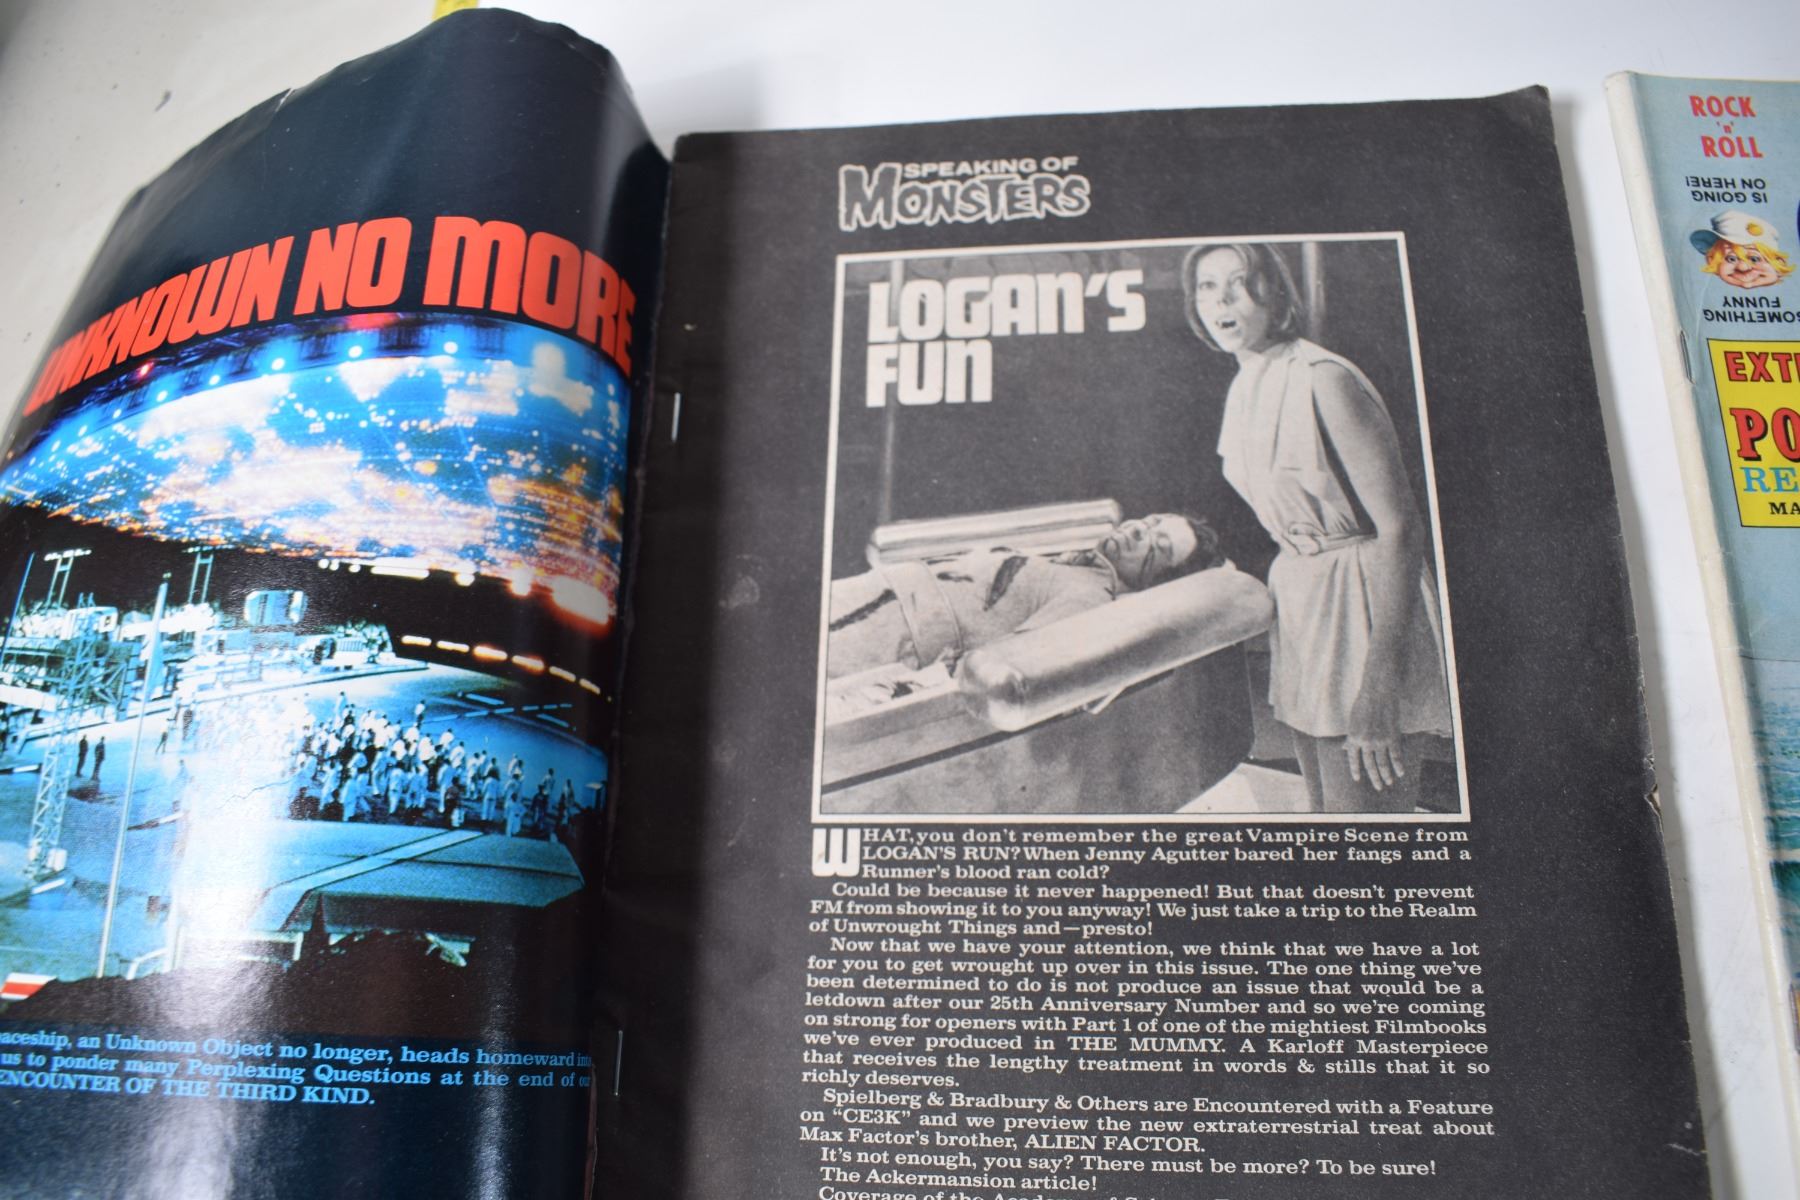 UNKNOWN NO MORE
spaceship, an Unknown Object no longer, heads homeward
us to ponder many Perplexing Questions at the end of
ENCOUNTER OF THE THIRD KIND.
SPEAKING OF
MONSTERS
LOGAN'S
FUN
WHAT, you don't remember the great Vampire Scene from
LOGAN'S RUN? When Jenny Agutter bared her fangs and a
Runner's blood ran cold?
Could be because it never happened! But that doesn't prevent
FM from showing it to you anyway! We just take a trip to the Realm
of Unwrought Things and—presto!
Now that we have your attention, we think that we have a lot
for you to get wrought up over in this issue. The one thing we've
been determined to do is not produce an issue that would be a
letdown after our 25th Anniversary Number and so we're coming
on strong for openers with Part 1 of one of the mightiest Filmbooks
we've ever produced in THE MUMMY. A Karloff Masterpiece
that receives the lengthy treatment in words & stills that it so
richly deserves.
Spielberg & Bradbury & Others are Encountered with a Feature
on "CE3K" and we preview the new extraterrestrial treat about
Max Factor's brother, ALIEN FACTOR.
It's not enough, you say? There must be more? To be sure!
The Ackermansion article!
Coverage of the
ROCK
'n'
ROLL
SOMETHING
FUNNY
IS GOING
ON HERE!
EXT
PO
RE
MA